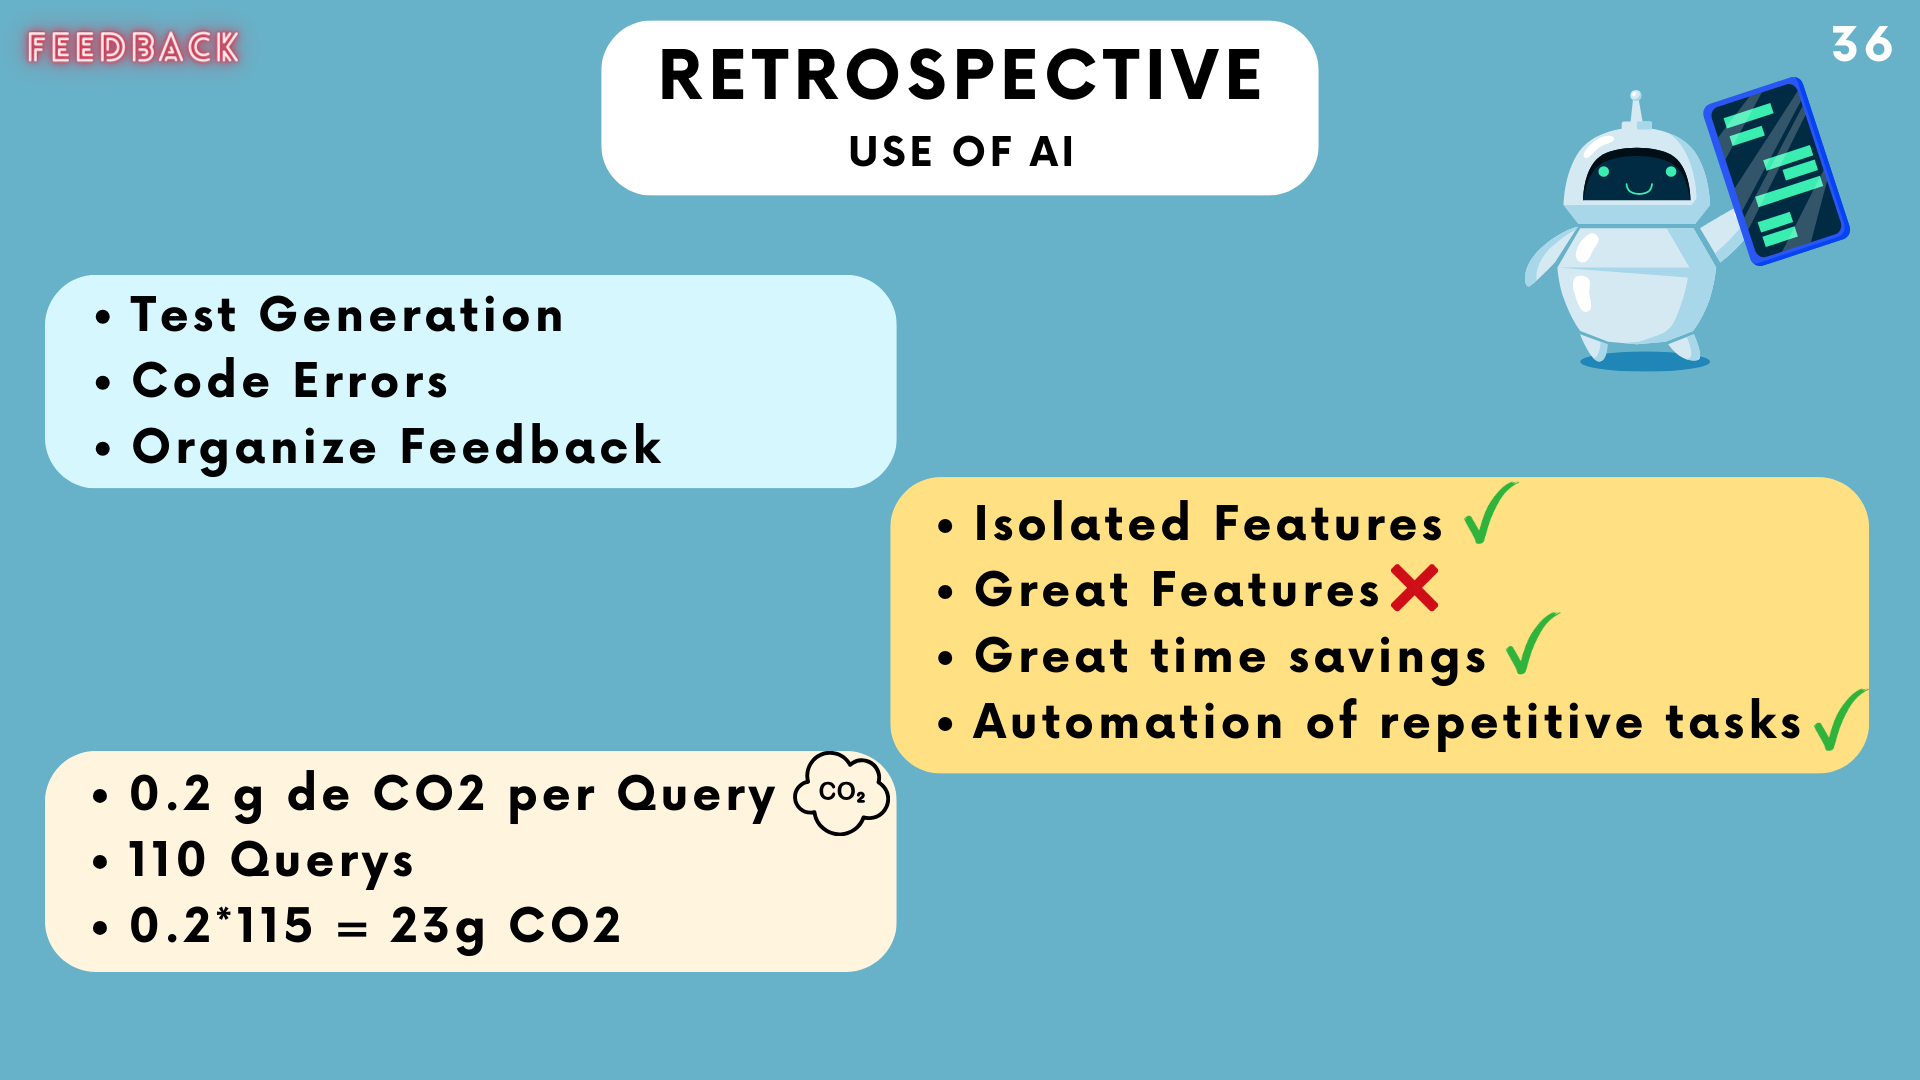 FEEDBACK
36
RETROSPECTIVE
USE OF AI
• Test Generation
• Code Errors
• Organize Feedback
• Isolated Features ✓
• Great Features ❌
• Great time savings ✓
• Automation of repetitive tasks ✓
• 0.2 g de CO2 per Query
CO₂
• 110 Querys
• 0.2*115 = 23g CO2